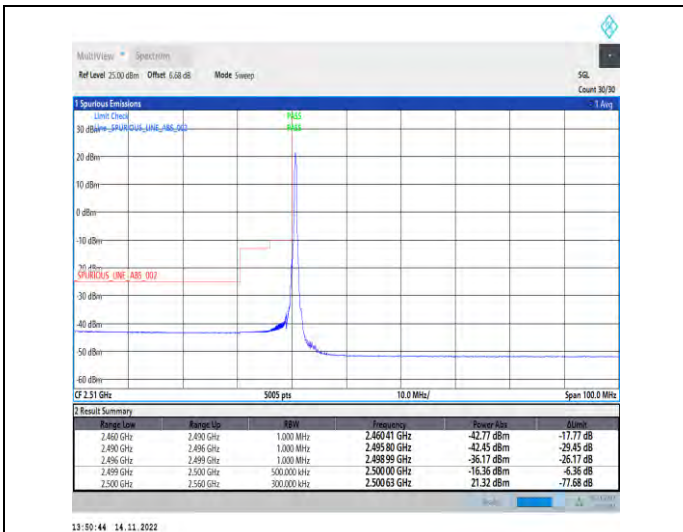 MultiView Spectrum
Ref Level 25.00 dBm Offset 6.68 dB Mode Sweep SGL
Count 30/30
1 Spurious Emissions 1 Avg
Limit Check PASS
30 dBm Line _SPURIOUS_LINE_ABS_002 PASS
20 dBm
10 dBm
0 dBm
-10 dBm
-20 dBm
SPURIOUS_LINE_ABS_002
-30 dBm
-40 dBm
-50 dBm
-60 dBm
CF 2.51 GHz 5005 pts 10.0 MHz/ Span 100.0 MHz
2 Result Summary
Range Low Range Up RBW Frequency Power Abs ΔLimit
2.460 GHz 2.490 GHz 1.000 MHz 2.460 41 GHz -42.77 dBm -17.77 dB
2.490 GHz 2.496 GHz 1.000 MHz 2.495 80 GHz -42.45 dBm -29.45 dB
2.496 GHz 2.499 GHz 1.000 MHz 2.498 99 GHz -36.17 dBm -26.17 dB
2.499 GHz 2.500 GHz 500.000 kHz 2.500 00 GHz -16.36 dBm -6.36 dB
2.500 GHz 2.560 GHz 300.000 kHz 2.500 63 GHz 21.32 dBm -77.68 dB
13:50:44 14.11.2022